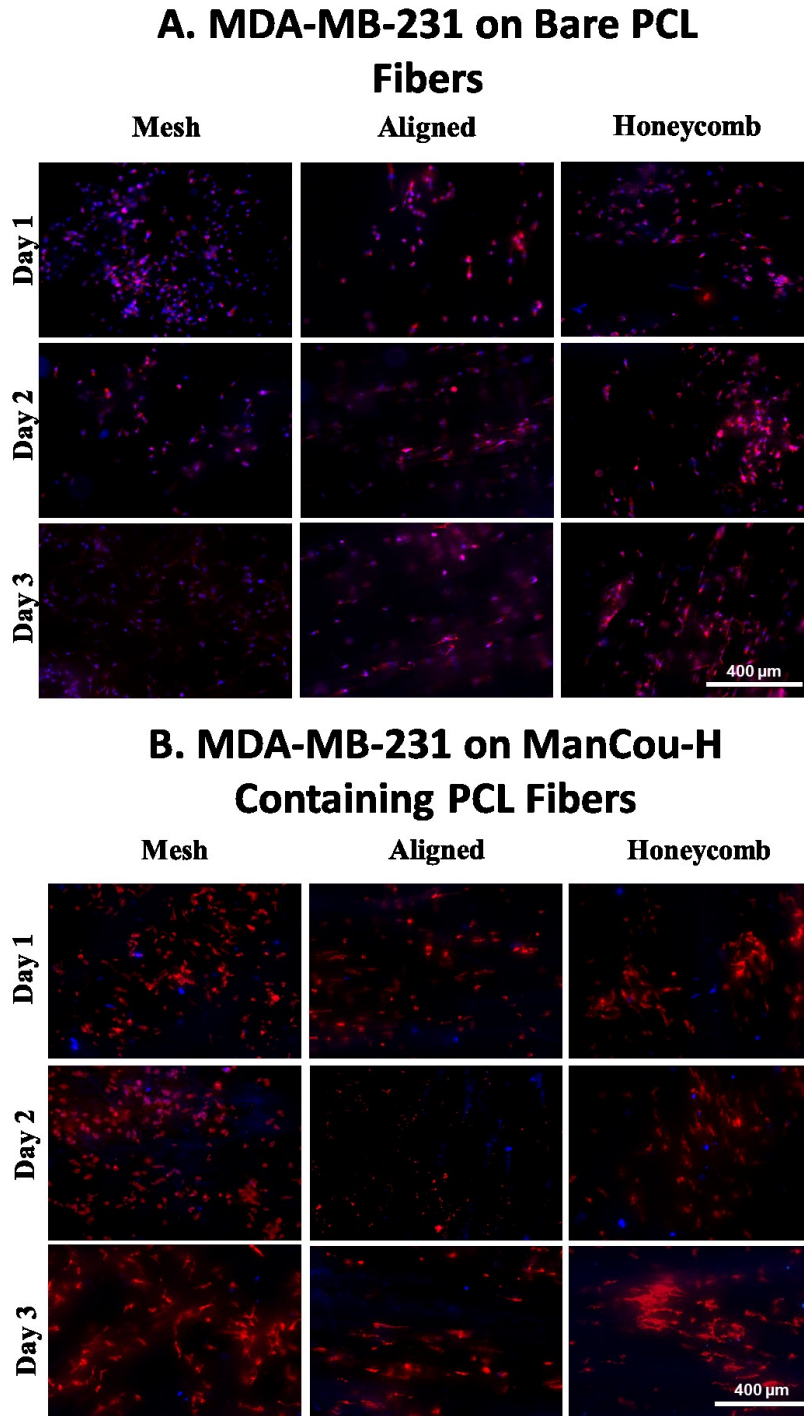 A. MDA-MB-231 on Bare PCL
Fibers
Mesh Aligned Honeycomb
Day 1
Day 2
Day 3
400 µm
B. MDA-MB-231 on ManCou-H
Containing PCL Fibers
Mesh Aligned Honeycomb
Day 1
Day 2
Day 3
400 µm